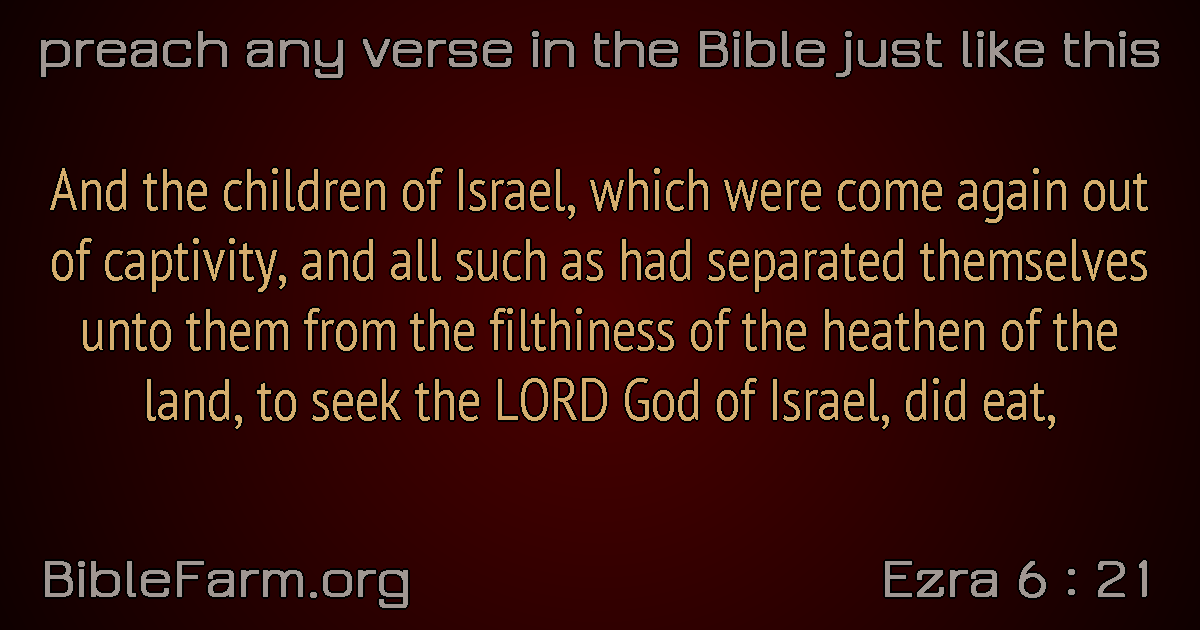 preach any verse in the Bible just like this
And the children of Israel, which were come again out
of captivity, and all such as had separated themselves
unto them from the filthiness of the heathen of the
land, to seek the LORD God of Israel, did eat,
BibleFarm.org
Ezra 6 : 21